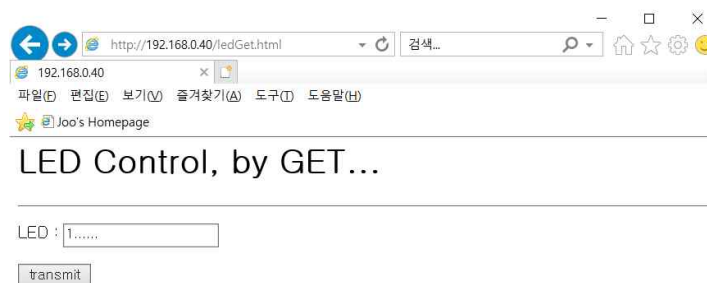 http://192.168.0.40/ledGet.html 검색...
192.168.0.40
파일(F) 편집(E) 보기(V) 즐겨찾기(A) 도구(T) 도움말(H)
Joo's Homepage
LED Control, by GET...
LED : 1......
transmit